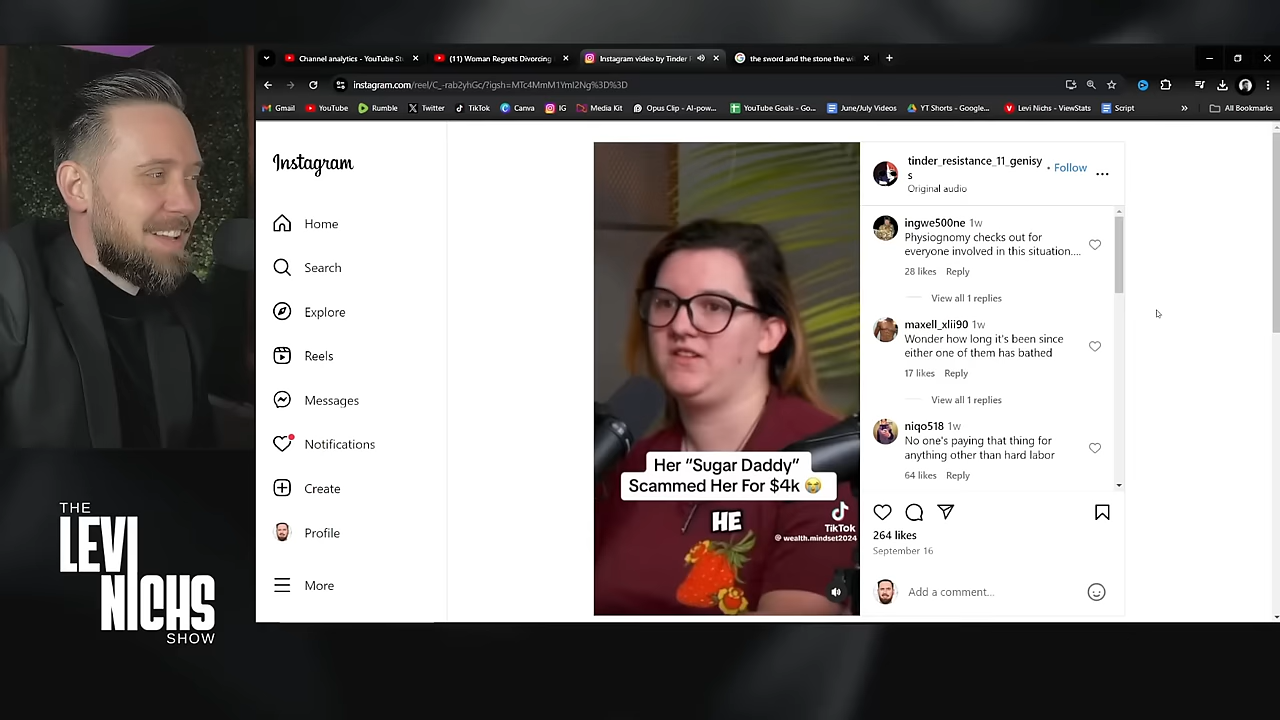 Channel analytics - YouTube St
(11) Woman Regrets Divorcing
Instagram video by Tinder
the sword and the stone the w
instagram.com/reel/C_-rab2yhGc/?igsh=MTc4MmM1YmI2Ng%3D%3D
Gmail
YouTube
Rumble
Twitter
TikTok
Canva
IG
Media Kit
Opus Clip - AI-pow...
YouTube Goals - Go...
June/July Videos
YT Shorts - Google...
Levi Nichs - ViewStats
Script
All Bookmarks
Instagram
Home
Search
Explore
Reels
Messages
Notifications
Create
Profile
More
Her “Sugar Daddy”
Scammed Her For $4k
HE
TikTok
@ wealth.mindset2024
tinder_resistance_11_genisy
s
• Follow
Original audio
ingwe500ne 1w
Physiognomy checks out for
everyone involved in this situation....
28 likes Reply
View all 1 replies
maxell_xlii90 1w
Wonder how long it's been since
either one of them has bathed
17 likes Reply
View all 1 replies
niqo518 1w
No one's paying that thing for
anything other than hard labor
64 likes Reply
264 likes
September 16
Add a comment...
THE
LEVI
NICHS
SHOW